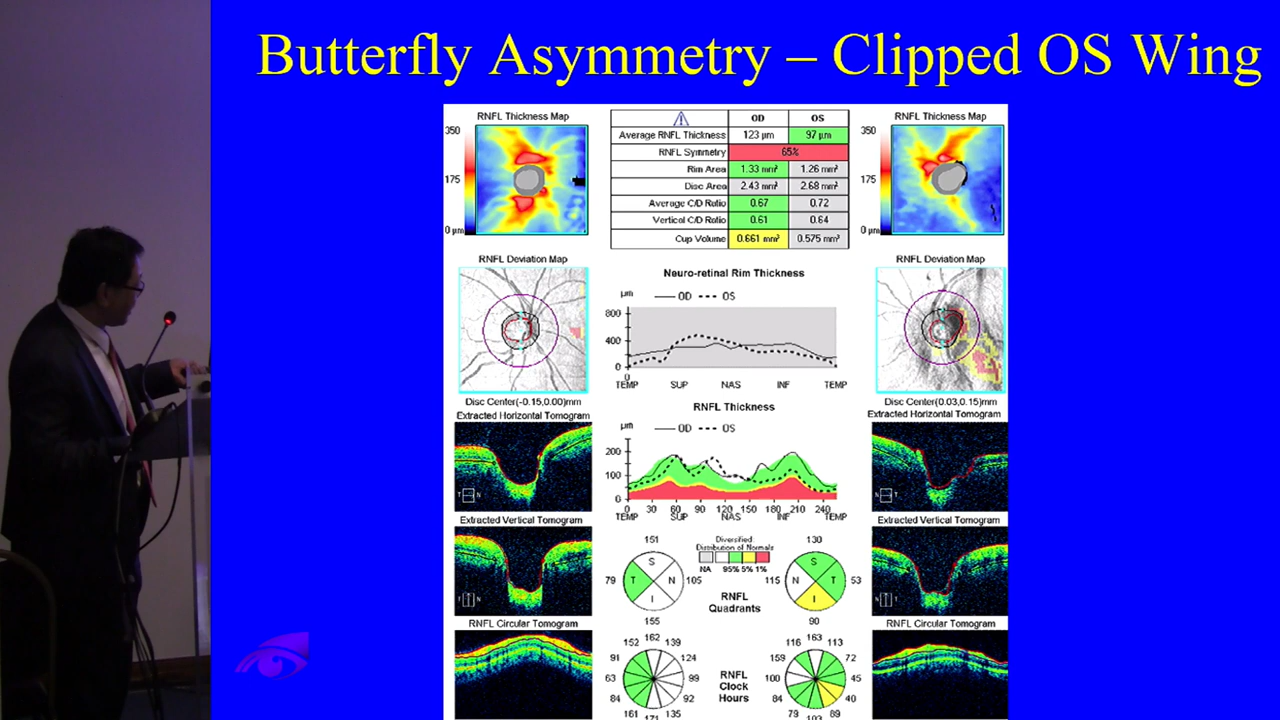 Butterfly Asymmetry – Clipped OS Wing
RNFL Thickness Map
350
175
0 µm
OD OS
Average RNFL Thickness 123 µm 97 µm
RNFL Symmetry 65%
Rim Area 1.33 mm² 1.26 mm²
Disc Area 2.43 mm² 2.68 mm²
Average C/D Ratio 0.67 0.72
Vertical C/D Ratio 0.61 0.64
Cup Volume 0.661 mm³ 0.575 mm³
RNFL Thickness Map
350
175
0 µm
RNFL Deviation Map
Disc Center(-0.15,0.00)mm
Neuro-retinal Rim Thickness
µm OD OS
800
400
0
0
TEMP SUP NAS INF TEMP
RNFL Deviation Map
Disc Center(0.03,0.15)mm
Extracted Horizontal Tomogram
T N
RNFL Thickness
µm OD OS
200
100
0
0 30 60 90 120 150 180 210 240
TEMP SUP NAS INF TEMP
Extracted Horizontal Tomogram
N T
Extracted Vertical Tomogram
T N
151
S
79 T N 105
I
155
Diversified
Distribution of Normals
NA 95% 5% 1%
RNFL
Quadrants
130
S
115 N T 53
I
90
Extracted Vertical Tomogram
N T
RNFL Circular Tomogram
152 162 139
91 124
63 99
84 92
161 171 135
RNFL
Clock
Hours
116 163 113
159 72
100 45
84 40
79 103 89
RNFL Circular Tomogram